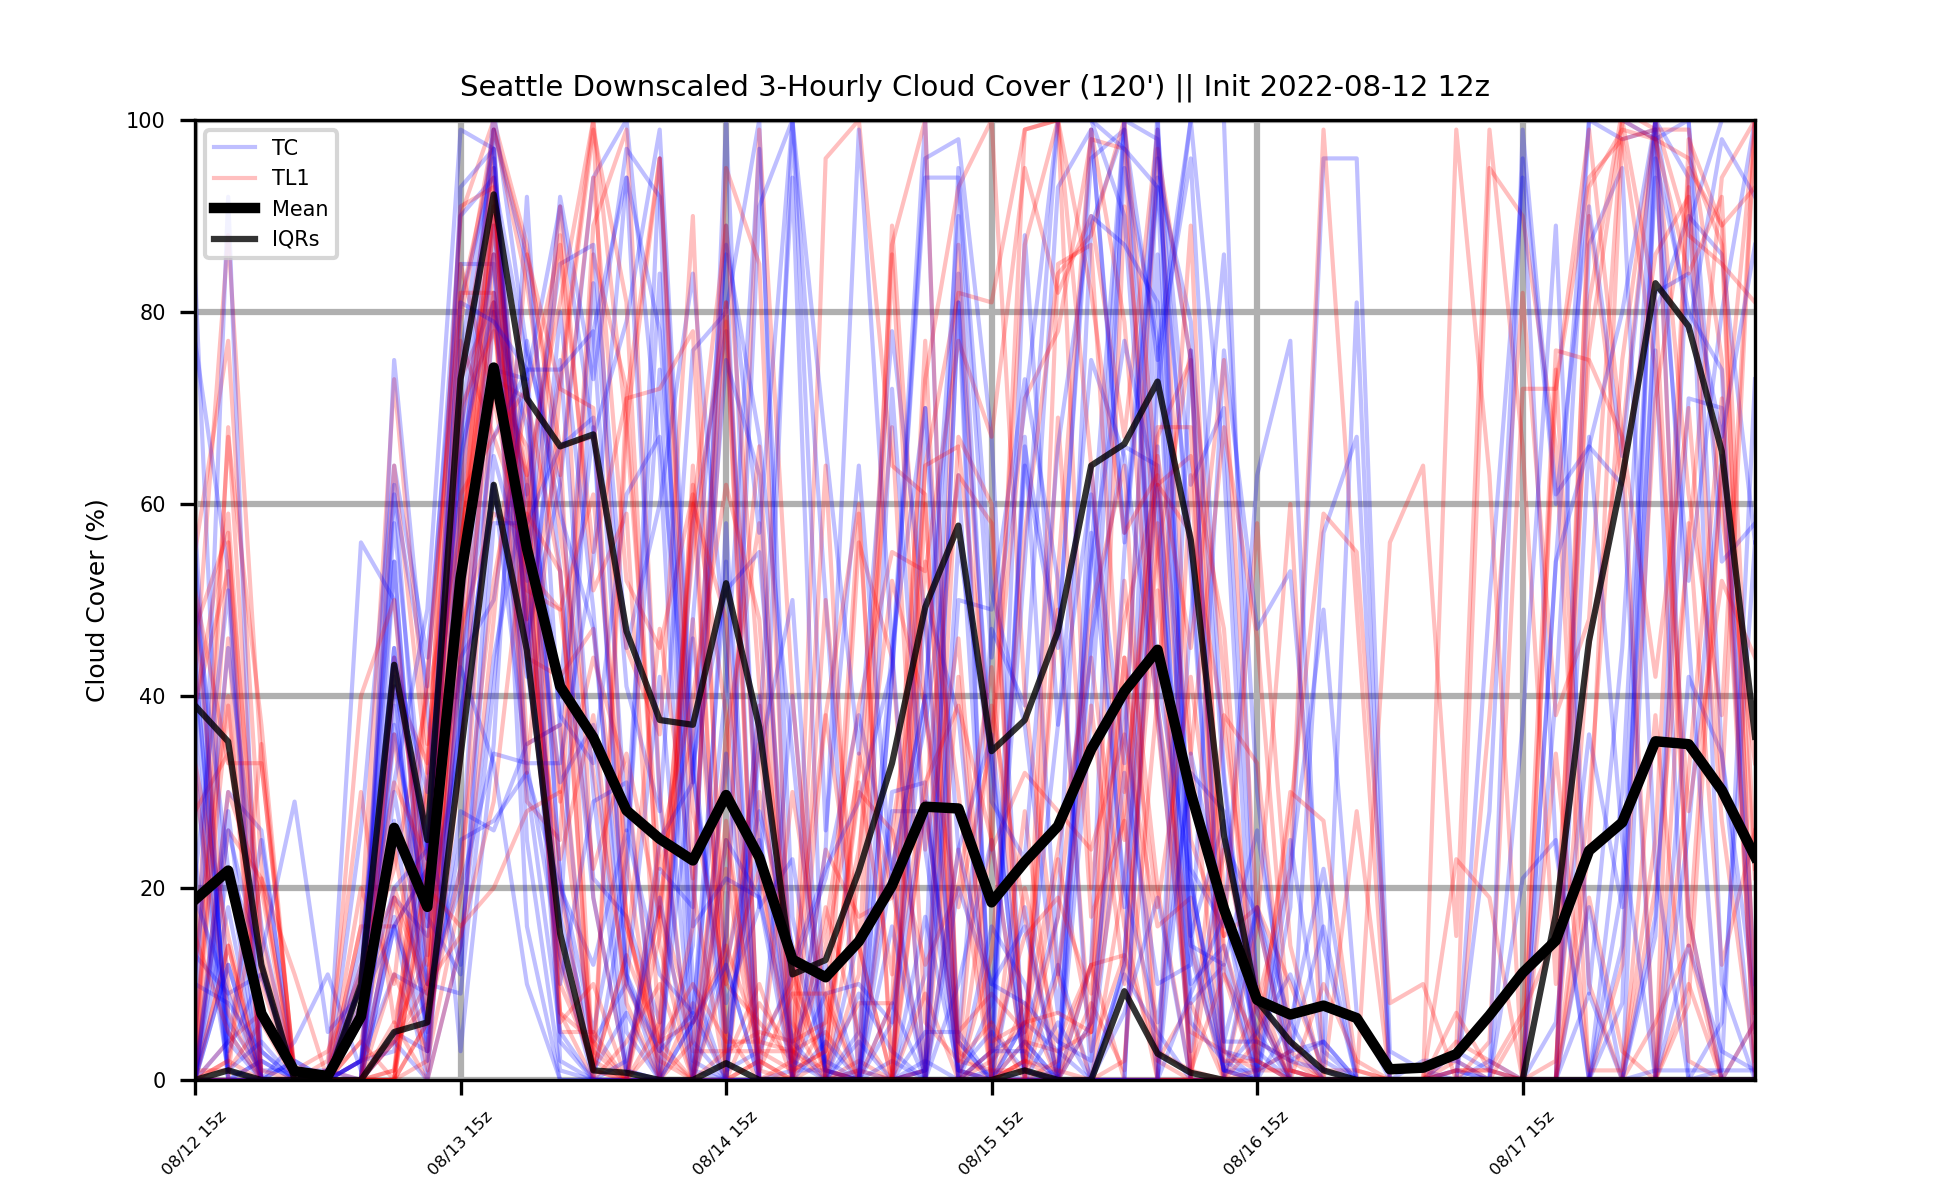 Seattle Downscaled 3-Hourly Cloud Cover (120') || Init 2022-08-12 12z
Cloud Cover (%)
100
80
60
40
20
0
TC
TL1
Mean
IQRs
08/12 15z
08/13 15z
08/14 15z
08/15 15z
08/16 15z
08/17 15z